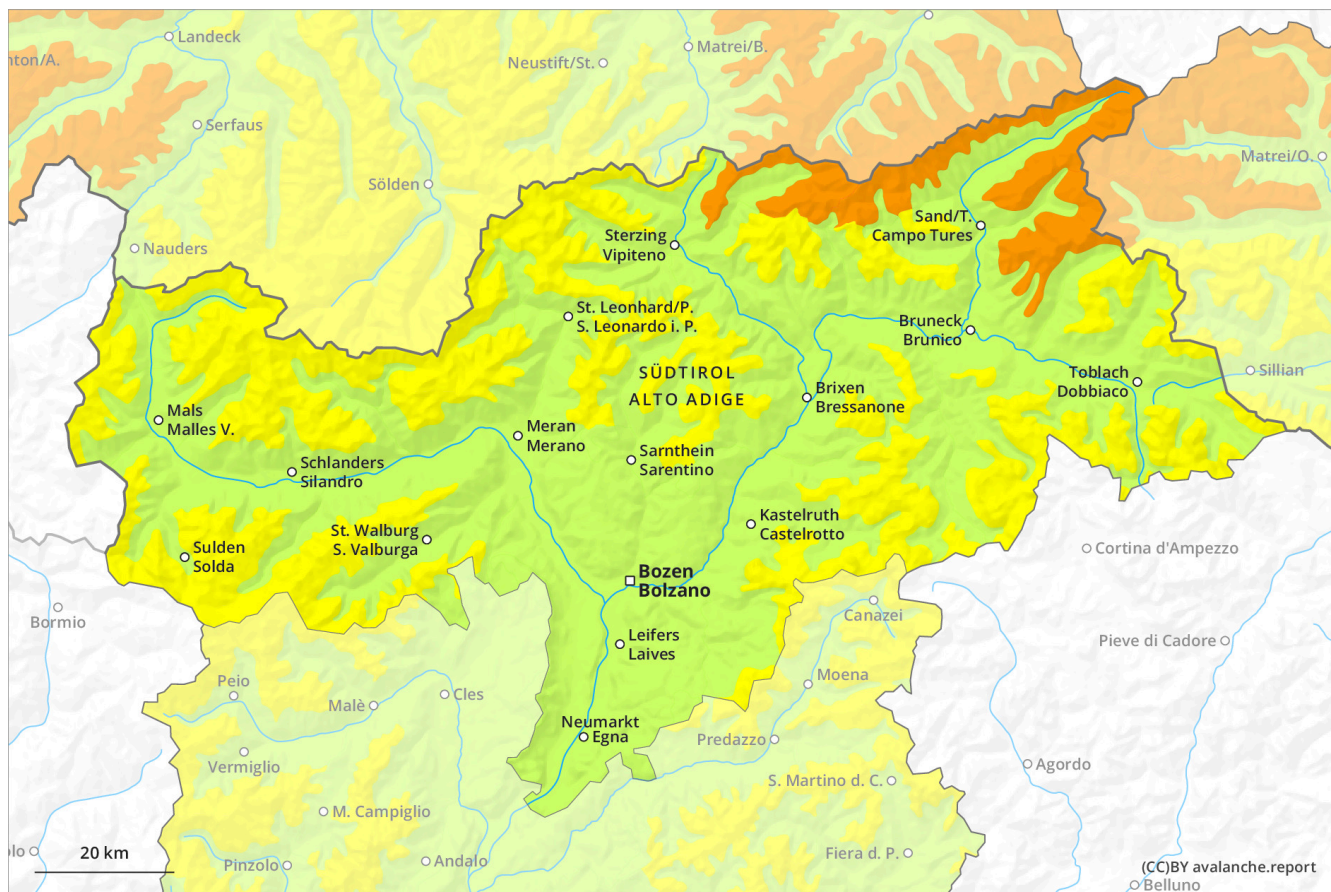 Landeck
nton/A.
Matrei/B.
Neustift/St.
Serfaus
Matrei/O.
Sölden
Nauders
Sand/T.
Campo Tures
Sterzing
Vipiteno
St. Leonhard/P.
S. Leonardo i. P.
Bruneck
Brunico
SÜDTIROL
ALTO ADIGE
Toblach
Dobbiaco
Sillian
Brixen
Bressanone
Mals
Malles V.
Meran
Merano
Schlanders
Silandro
Sarnthein
Sarentino
Kastelruth
Castelrotto
St. Walburg
S. Valburga
Sulden
Solda
Cortina d'Ampezzo
Bozen
Bolzano
Bormio
Canazei
Leifers
Laives
Pieve di Cadore
Peio
Malè
Cles
Moena
Neumarkt
Egna
Predazzo
Vermiglio
Agordo
S. Martino d. C.
M. Campiglio
olo
20 km
Pinzolo
Andalo
Fiera d. P.
(CC)BY avalanche.report
Belluno